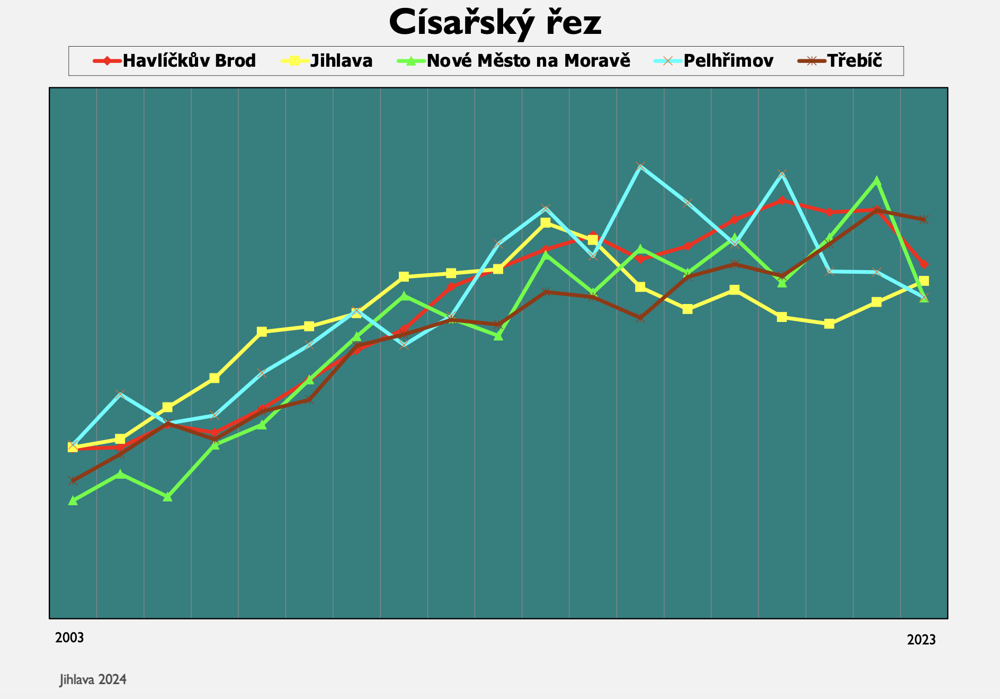 Císařský řez
Havlíčkův Brod Jihlava Nové Město na Moravě Pelhřimov Třebíč
2003 2023
Jihlava 2024